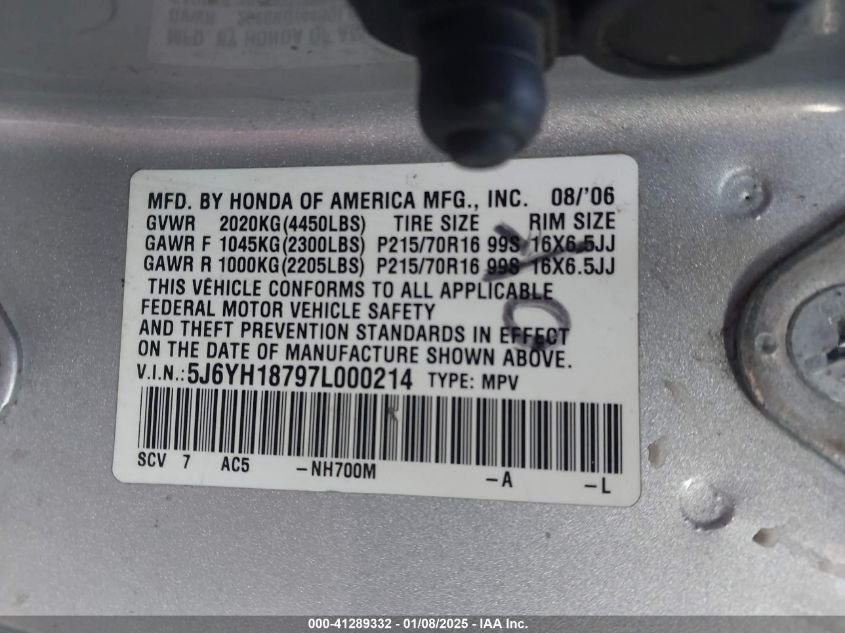 MFD. BY HONDA OF AMERICA MFG., INC. 08/'06
GVWR 2020KG(4450LBS) TIRE SIZE RIM SIZE
GAWR F 1045KG(2300LBS) P215/70R16 99S 16X6.5JJ
GAWR R 1000KG(2205LBS) P215/70R16 99S 16X6.5JJ
THIS VEHICLE CONFORMS TO ALL APPLICABLE
FEDERAL MOTOR VEHICLE SAFETY
AND THEFT PREVENTION STANDARDS IN EFFECT
ON THE DATE OF MANUFACTURE SHOWN ABOVE.
V.I.N.: 5J6YH18797L000214 TYPE: MPV
SCV 7 AC5 -NH700M -A -L
OK
000-41289332 - 01/08/2025 - IAA Inc.